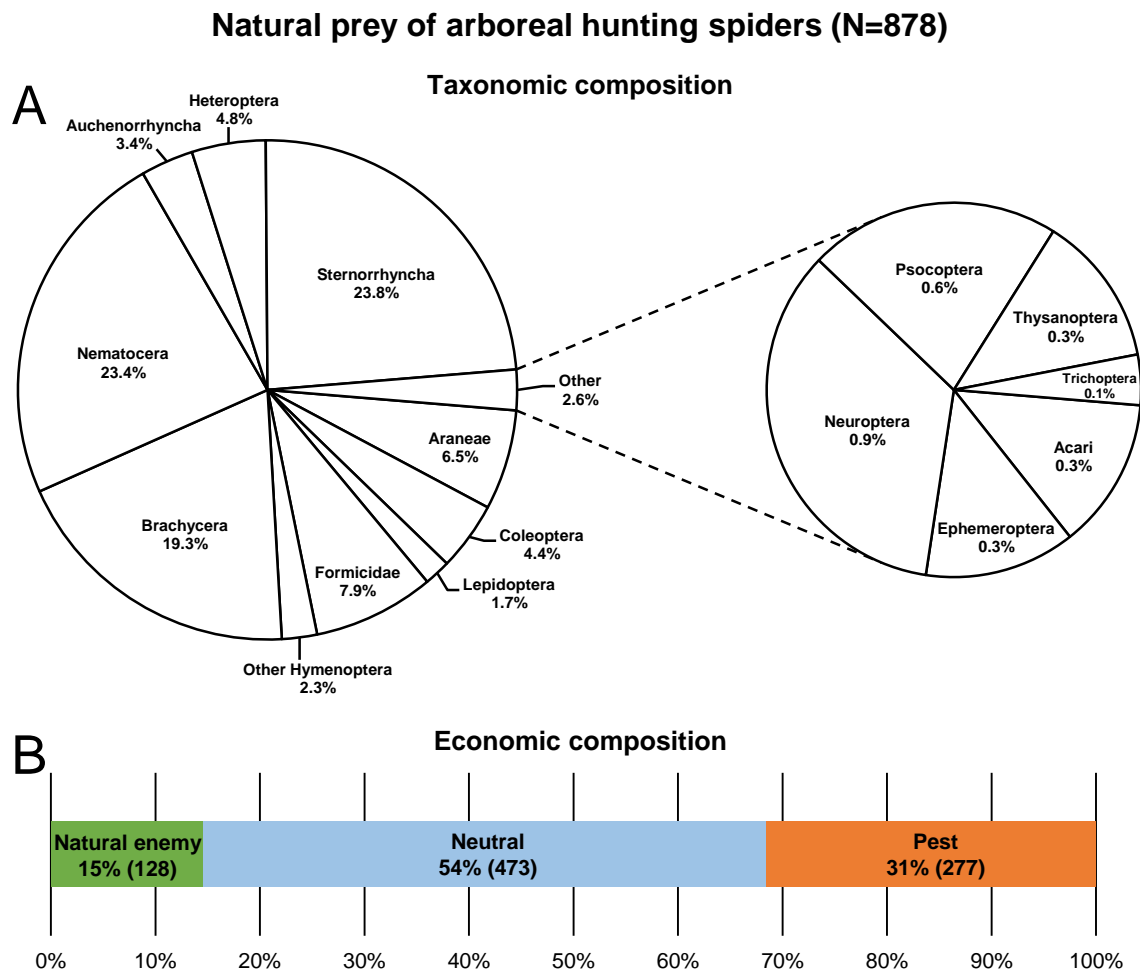 Natural prey of arboreal hunting spiders (N=878)
Taxonomic composition
A
Heteroptera
4.8%
Auchenorrhyncha
3.4%
Sternorrhyncha
23.8%
Nematocera
23.4%
Other
2.6%
Araneae
6.5%
Brachycera
19.3%
Coleoptera
4.4%
Formicidae
7.9%
Lepidoptera
1.7%
Other Hymenoptera
2.3%
Psocoptera
0.6%
Thysanoptera
0.3%
Trichoptera
0.1%
Neuroptera
0.9%
Acari
0.3%
Ephemeroptera
0.3%
B
Economic composition
Natural enemy
15% (128)
Neutral
54% (473)
Pest
31% (277)
0% 10% 20% 30% 40% 50% 60% 70% 80% 90% 100%